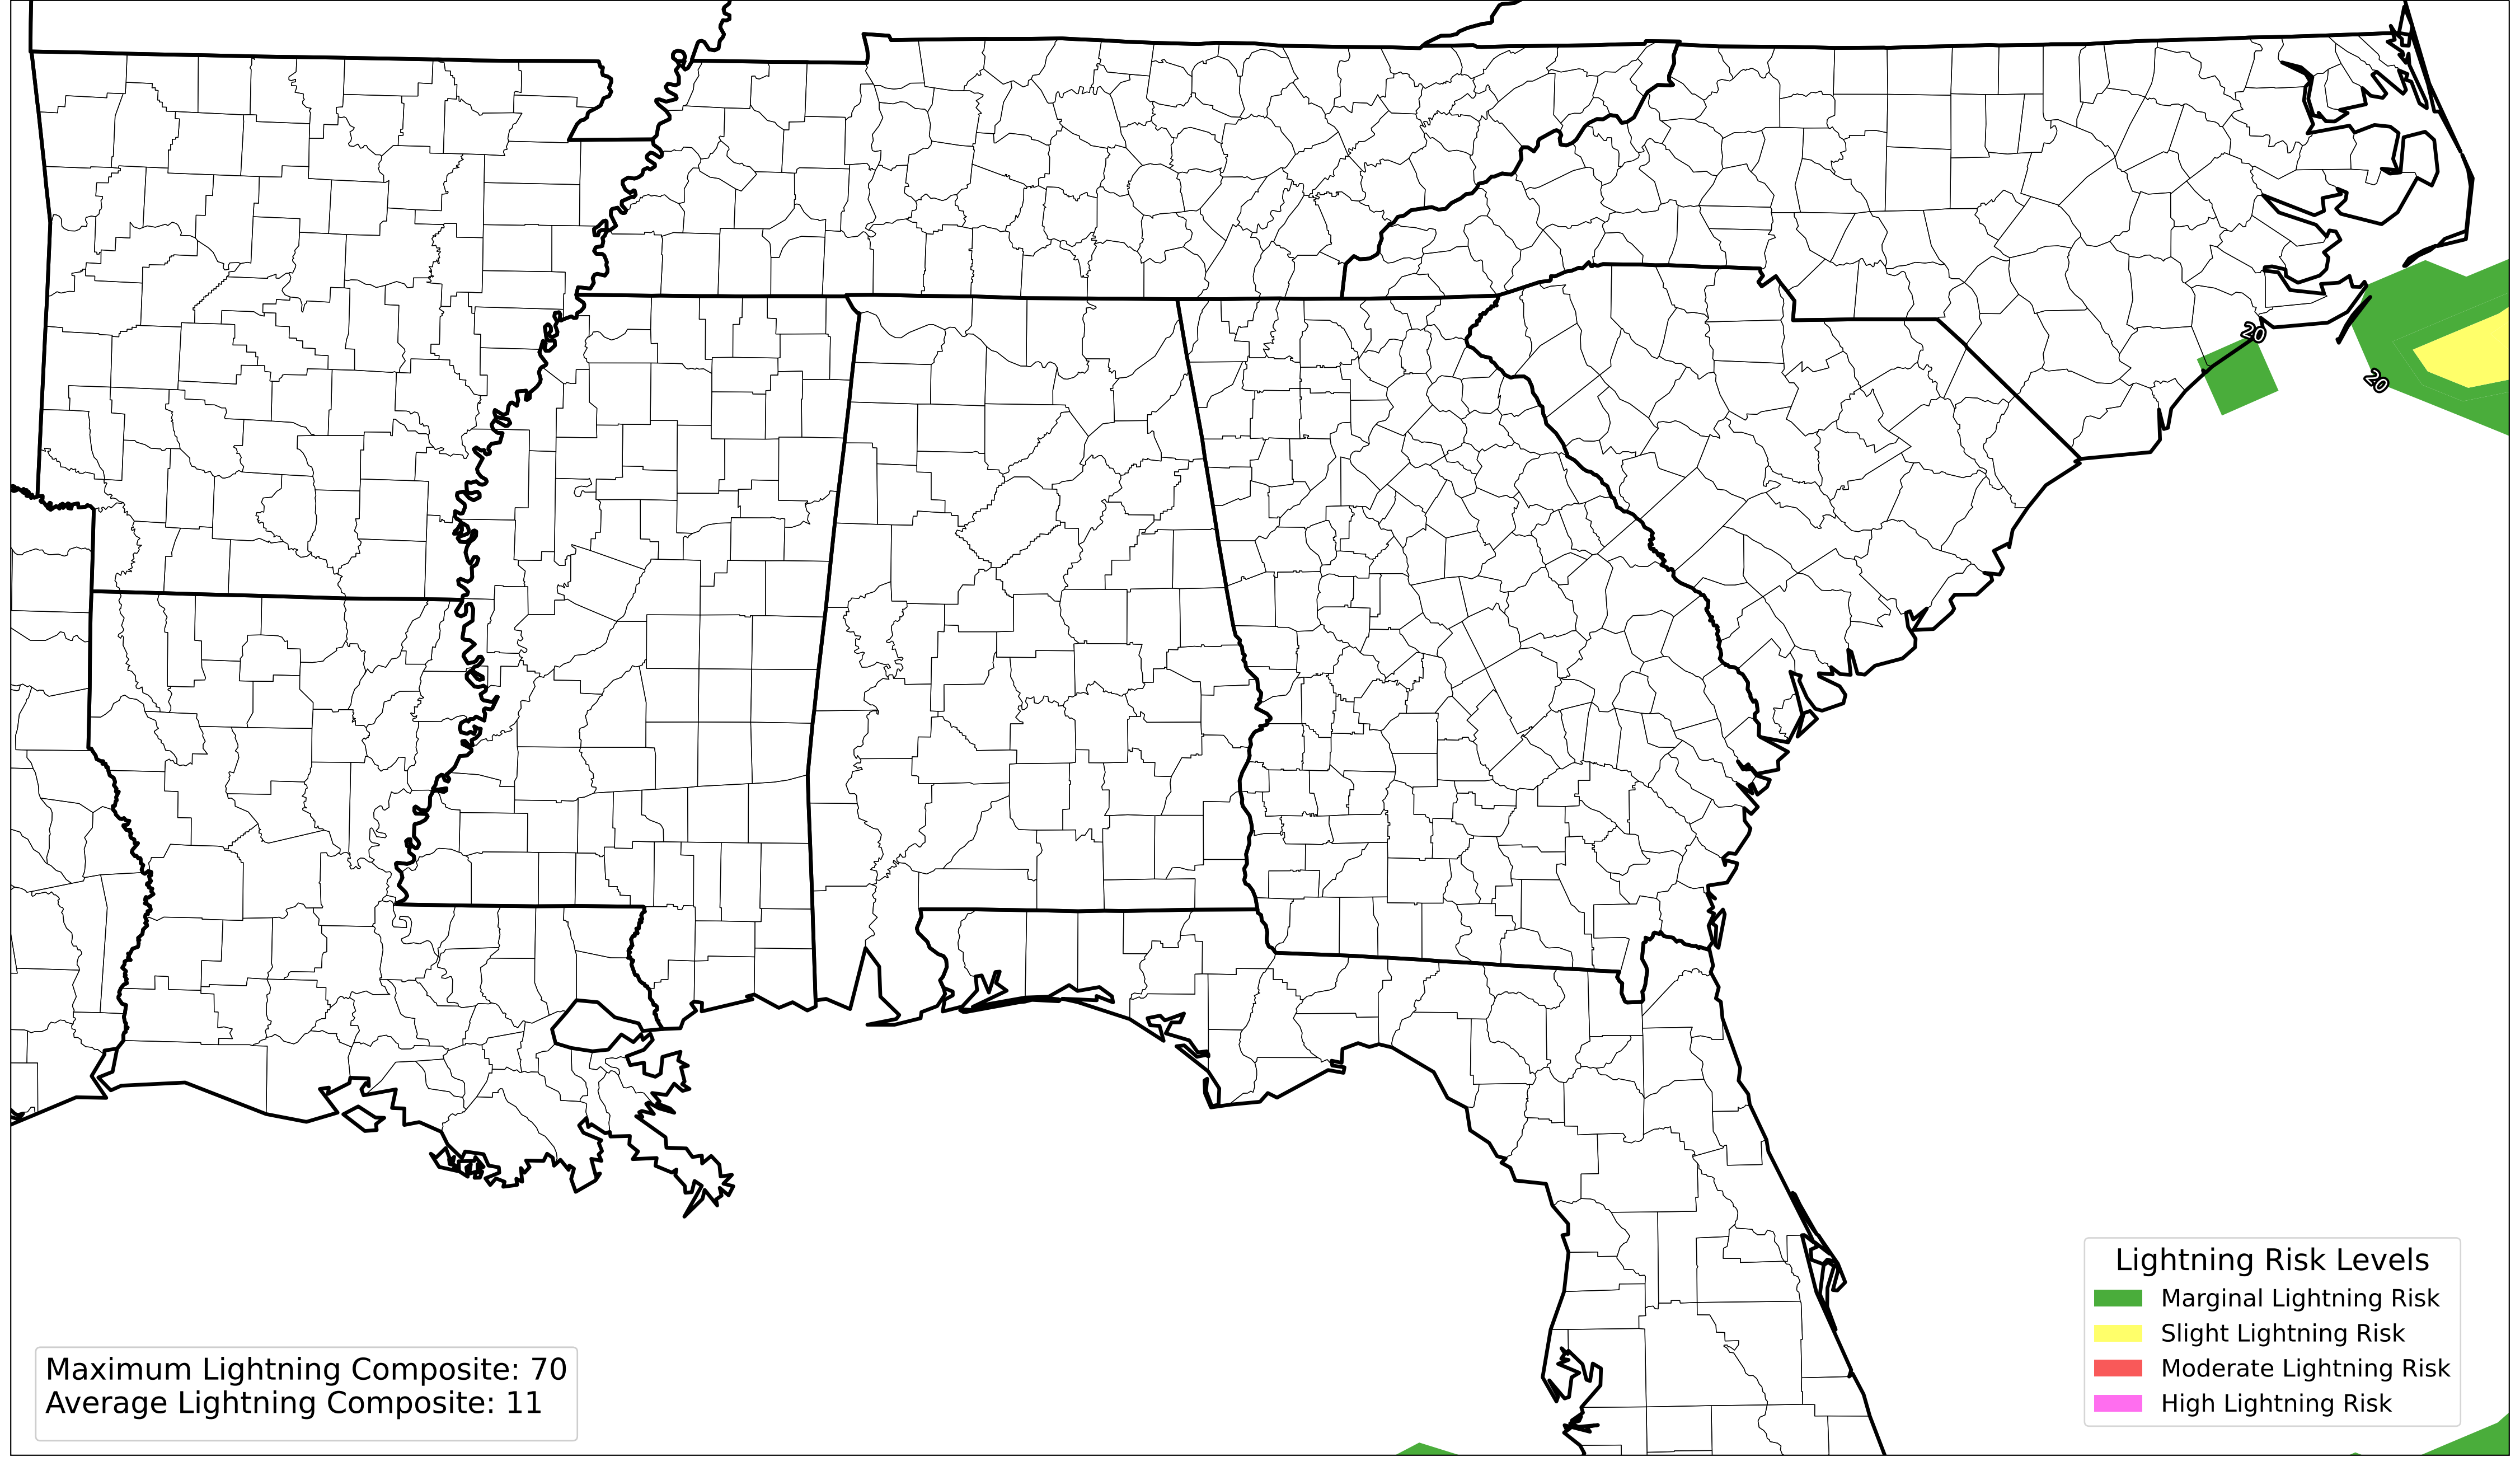 20
20
Lightning Risk Levels
Marginal Lightning Risk
Slight Lightning Risk
Moderate Lightning Risk
High Lightning Risk
Maximum Lightning Composite: 70
Average Lightning Composite: 11